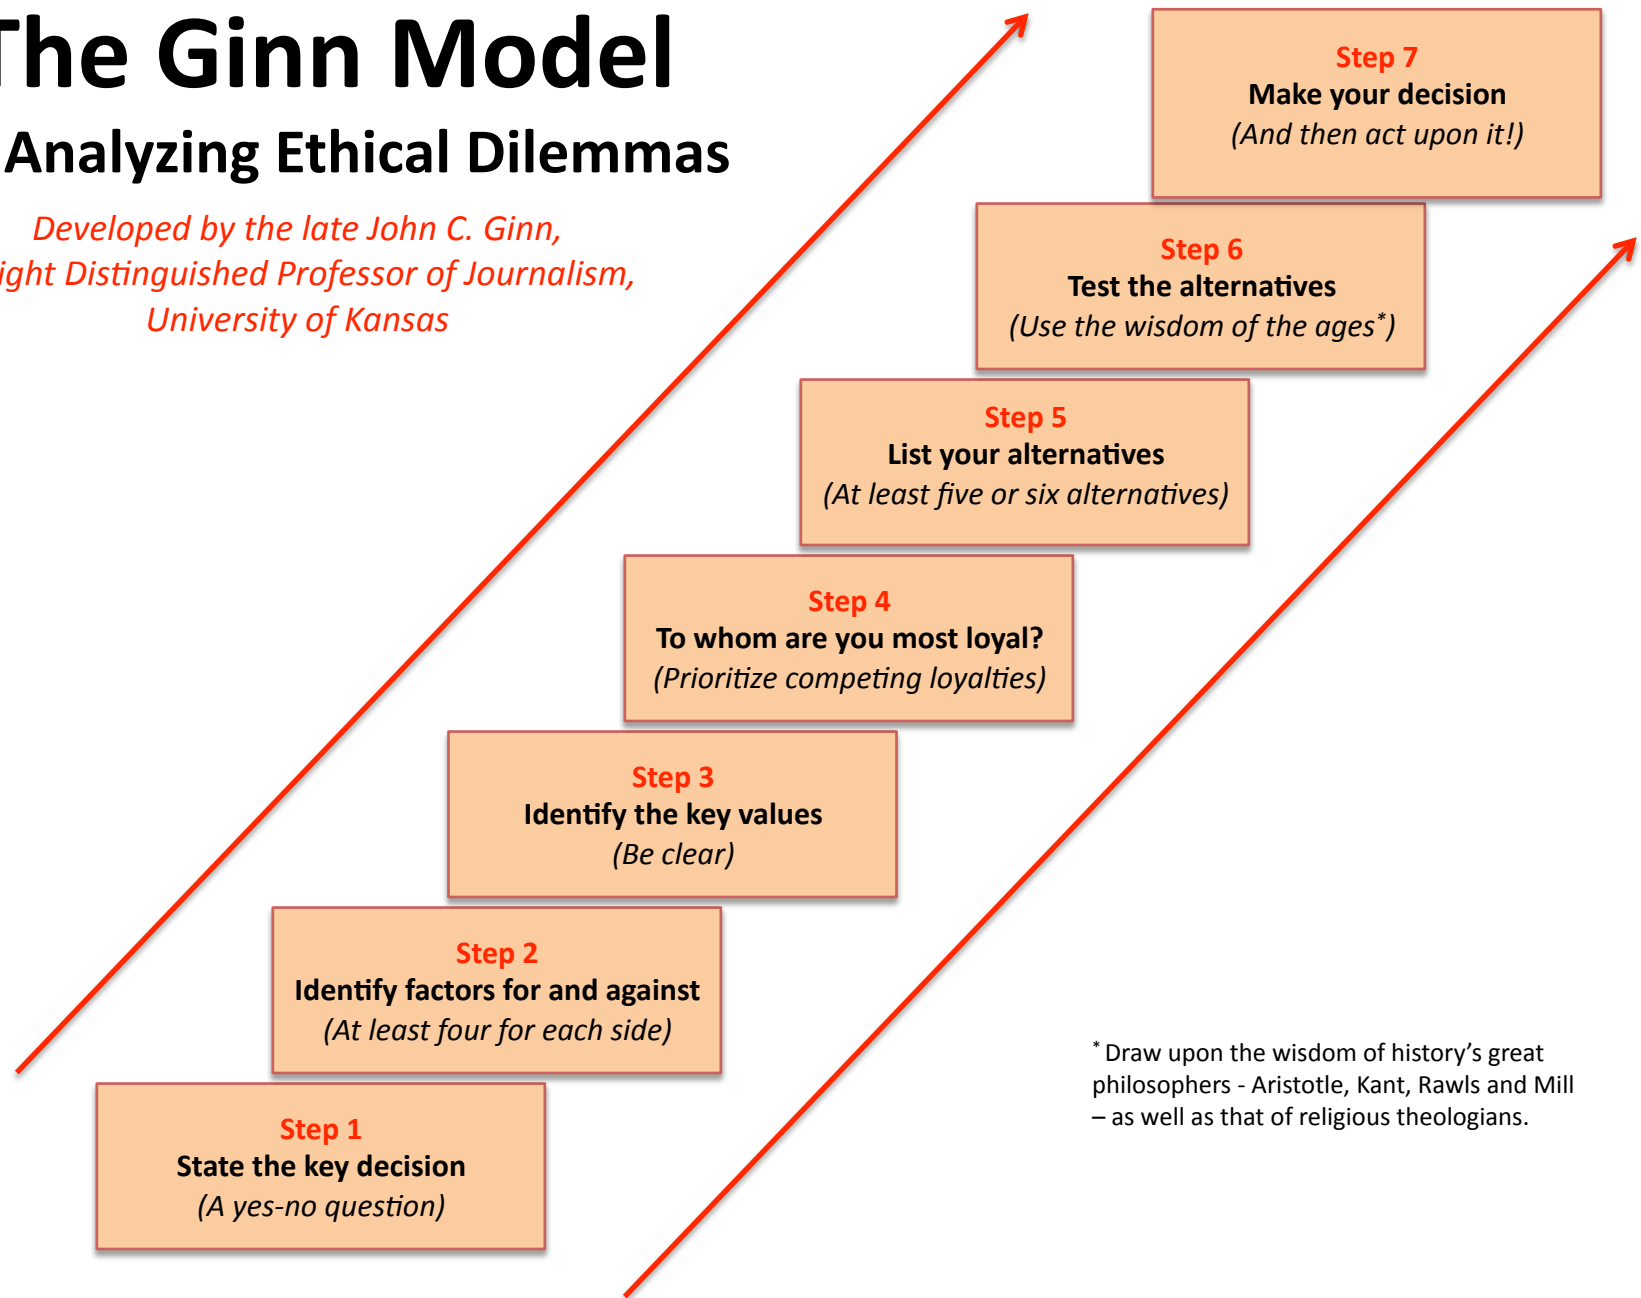 The Ginn Model
Analyzing Ethical Dilemmas
Developed by the late John C. Ginn,
ight Distinguished Professor of Journalism,
University of Kansas
Step 7
Make your decision
(And then act upon it!)
Step 6
Test the alternatives
(Use the wisdom of the ages*)
Step 5
List your alternatives
(At least five or six alternatives)
Step 4
To whom are you most loyal?
(Prioritize competing loyalties)
Step 3
Identify the key values
(Be clear)
Step 2
Identify factors for and against
(At least four for each side)
Step 1
State the key decision
(A yes-no question)
* Draw upon the wisdom of history’s great
philosophers - Aristotle, Kant, Rawls and Mill
– as well as that of religious theologians.